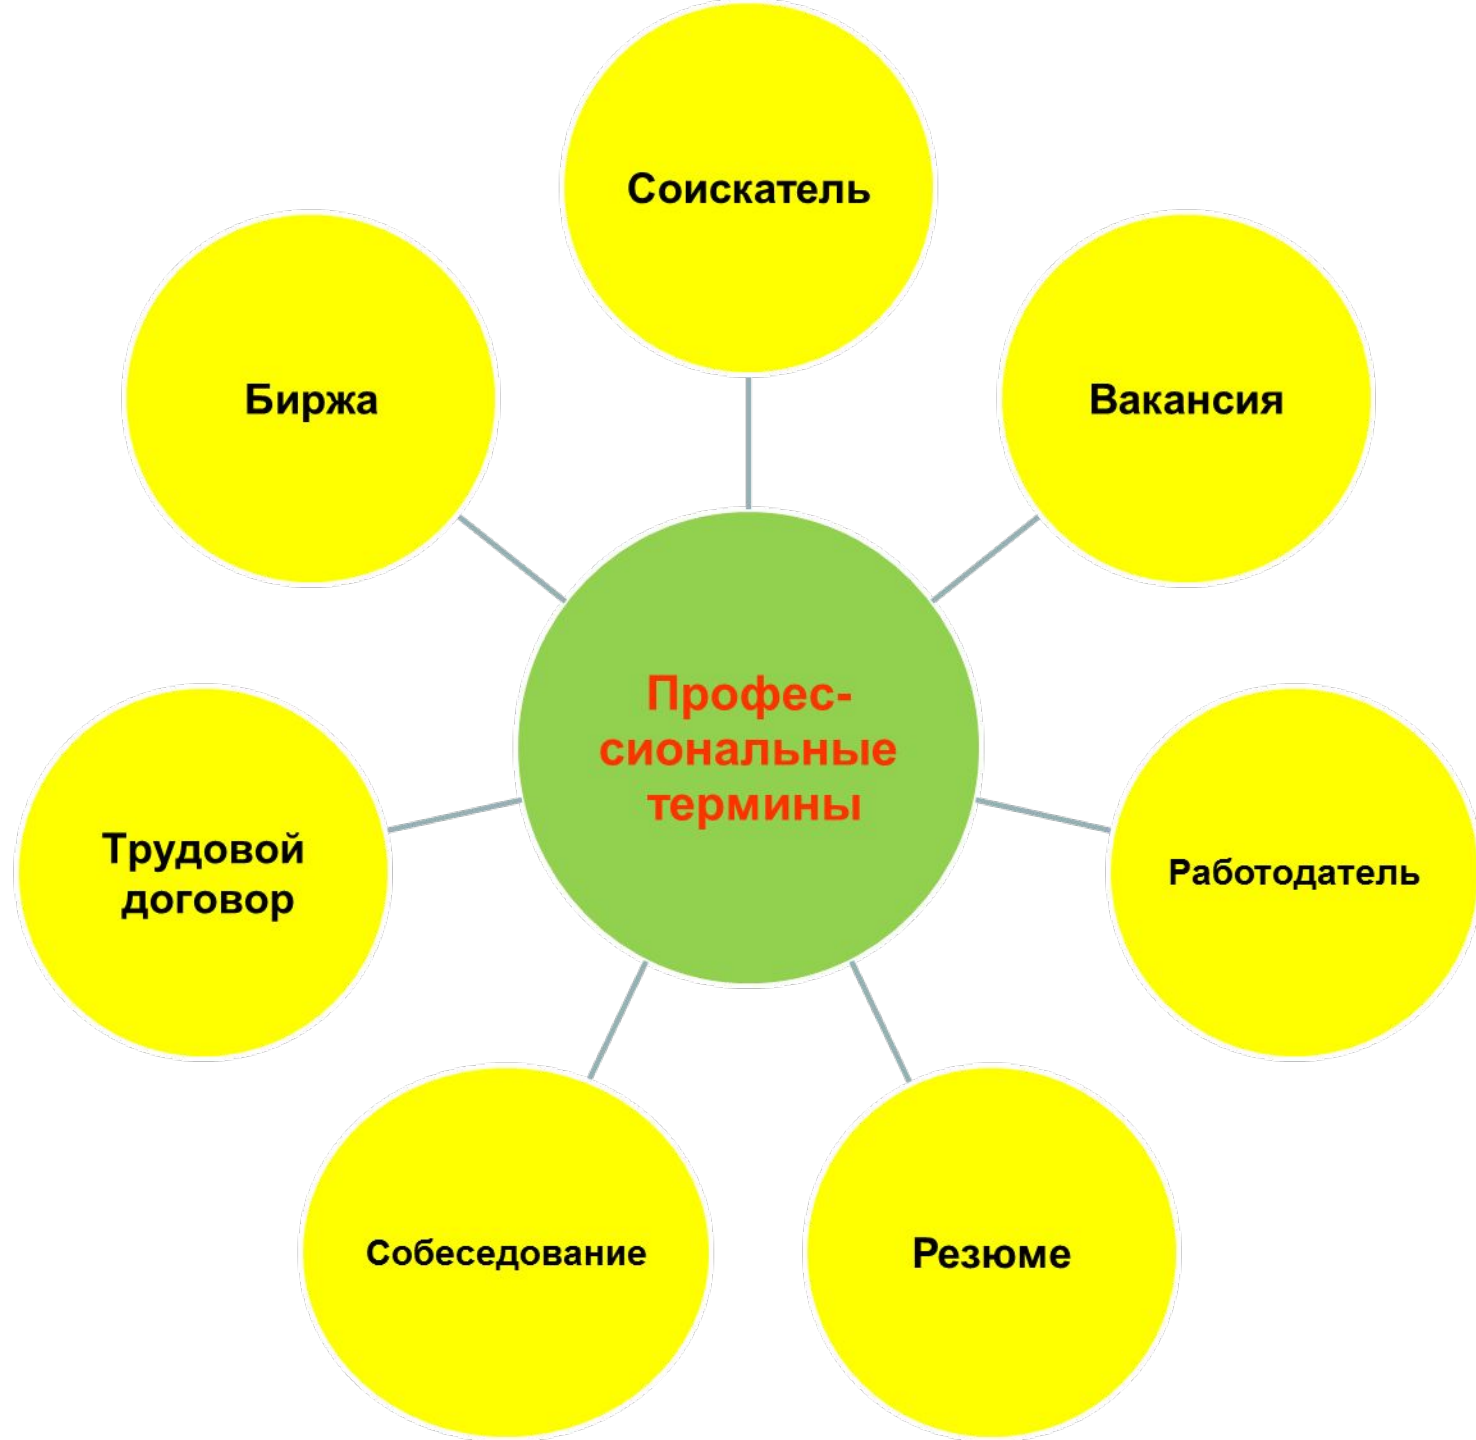 Соискатель
Биржа
Вакансия
Профес-
сиональные
термины
Трудовой
договор
Работодатель
Собеседование
Резюме